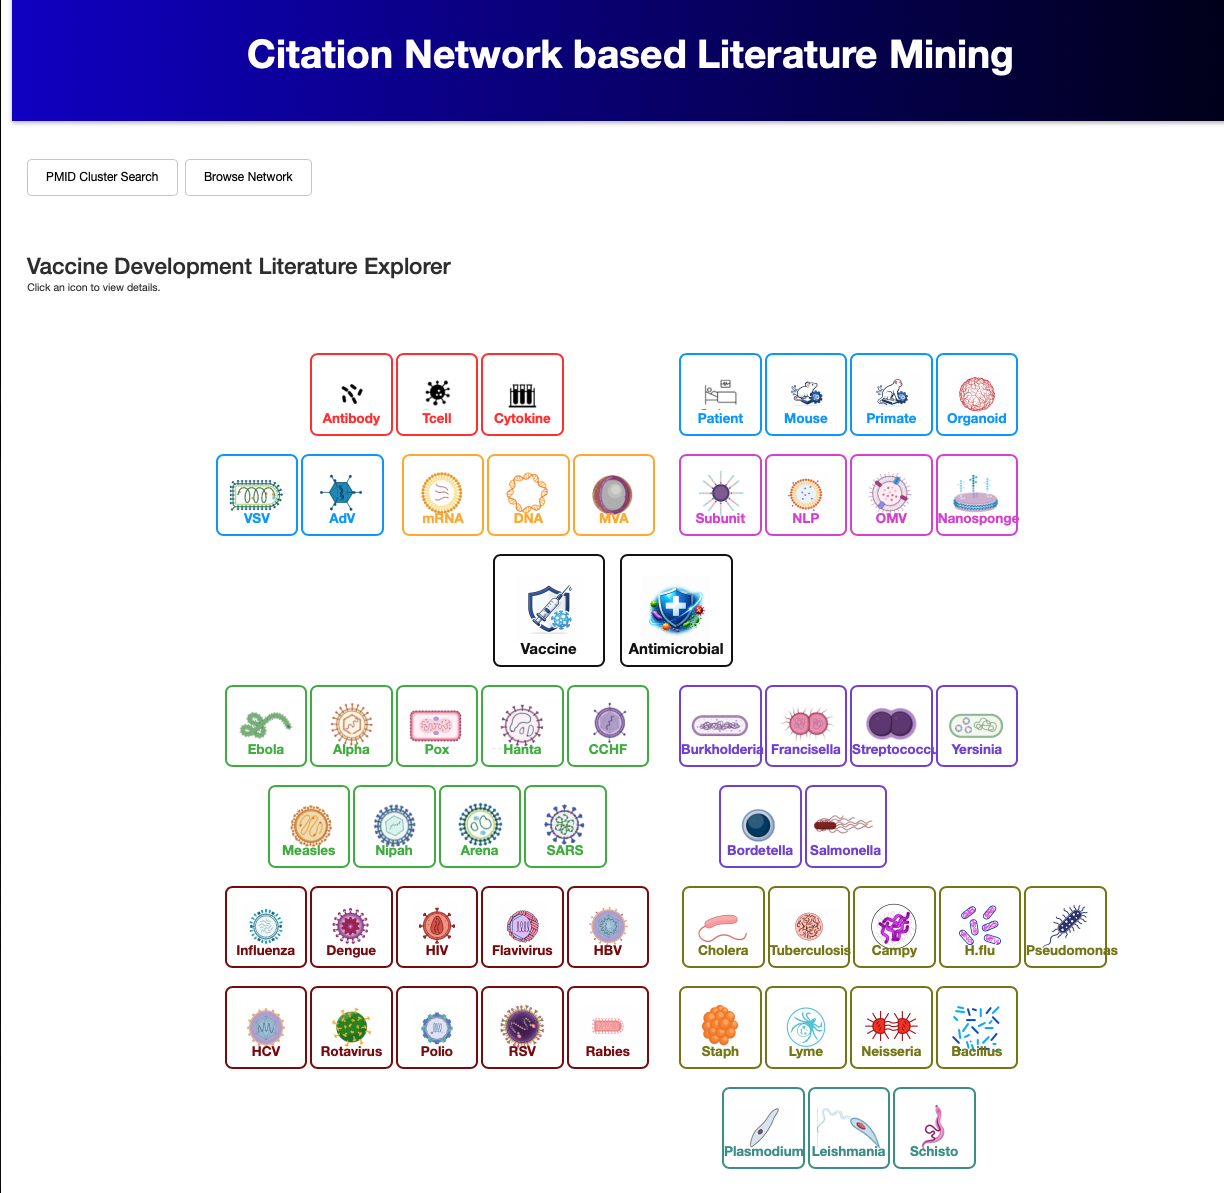 Citation Network based Literature Mining
PMID Cluster Search Browse Network
Vaccine Development Literature Explorer
Click an icon to view details.
Antibody Tcell Cytokine Patient Mouse Primate Organoid
VSV AdV mRNA DNA MVA Subunit NLP OMV Nanosponge
Vaccine Antimicrobial
Ebola Alpha Pox Hanta CCHF Burkholderia Francisella Streptococcu Yersinia
Measles Nipah Arena SARS Bordetella Salmonella
Influenza Dengue HIV Flavivirus HBV Cholera Tuberculosis Campy H.flu Pseudomonas
HCV Rotavirus Polio RSV Rabies Staph Lyme Neisseria Bacillus
Plasmodium Leishmania Schisto